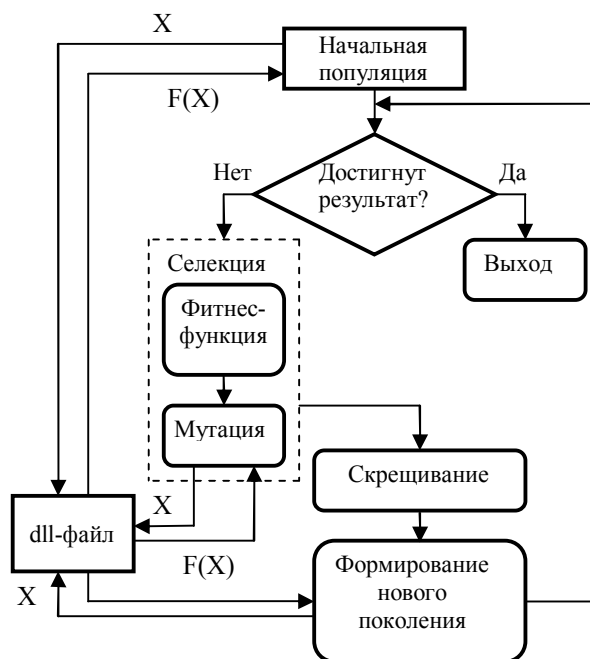 X
Начальная
популяция
F(X)
Нет
Достигнут
результат?
Да
Селекция
Выход
Фитнес-
функция
Мутация
Скрещивание
X
dll-файл
F(X)
X
Формирование
нового
поколения